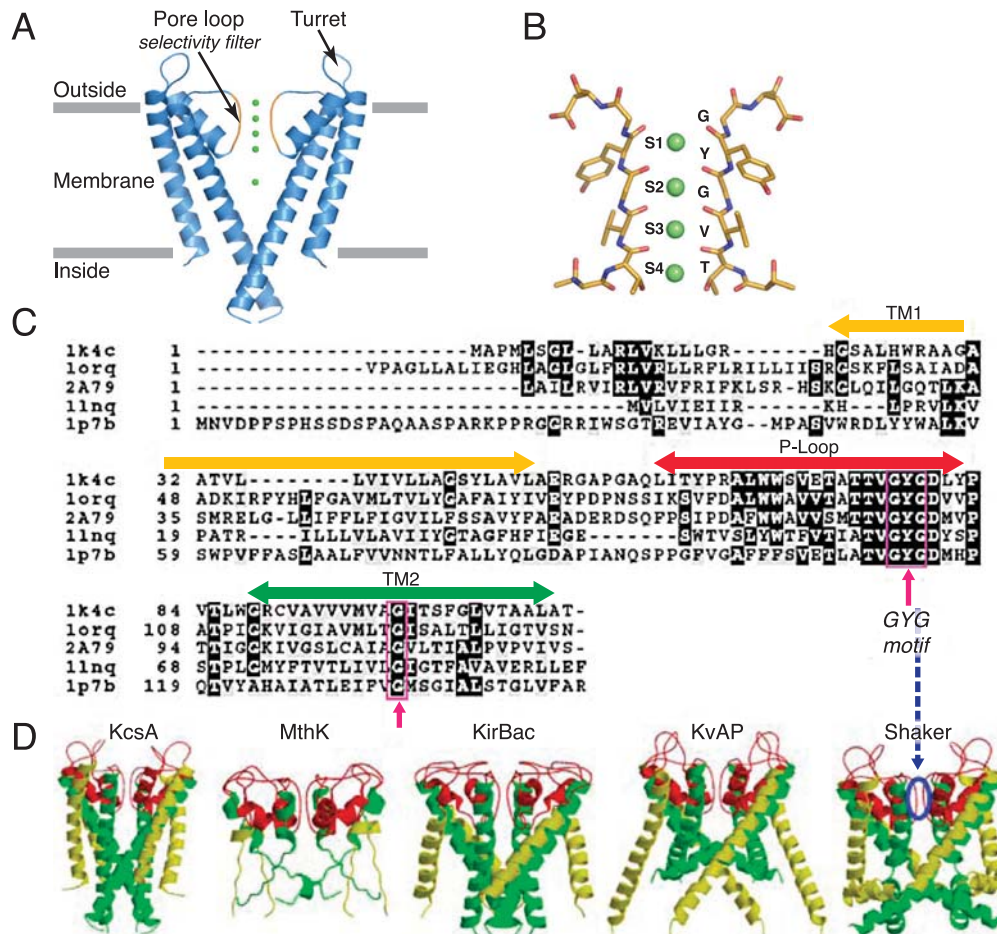 A
Pore loop
selectivity filter
Turret
Outside
Membrane
Inside
B
S1
S2
S3
S4
G
Y
G
V
T
C
TM1
1k4c 1 ---------------------MAPMLSGL-LARLVKLLLGR------HGSALHWRAAGA
1orq 1 ------------VPAGLLALIEGHLAGLGLFRLVRLLRFLRILLIISRGSKFLSAIADA
2A79 1 ------------------------LAILRVIRLVRVFRIFKLSR-HSKGLQILGQTLKA
1lnq 1 ---------------------------------MVLVIEIIR----KH----LPRVLKV
1p7b 1 MNVDPFSPHSSDSFAQAASPARKPPRGGRRIWSGTREVIAYG-MPASVWRDLYYWALKV
P-Loop
1k4c 32 ATVL-------LVIVLLAGSYLAVLAERGAPGAQLITYPRALWWSVETATTVGYGDLYP
1orq 48 ADKIRFYHLFGAVMLTVLYGAFAIYIVEYPDPNSSIKSVFDALWWAVVTATTVGYGDVVP
2A79 35 SMRELG-LLIFFLFIGVILFSSAVYFAEADERDSQFPSIPDAFWWAVVSMTTVGYGDMVP
1lnq 19 PATR----ILLLVLAVIIYGTAGFHFIEGE-----SWTVSLYWTFVTIATVGYGDYSP
1p7b 59 SWPVFFASLAALFVVNNTLFALLYQLGDAPIANQSPPGFVGAFFFSVETLATVGYGDMHP
TM2
1k4c 84 VTLWGRCVAVVVMVAGITSFGLVTAALAT-
1orq 108 ATPIGKVIGIAVMLTGISALTLLIGTVSN-
2A79 94 TTIGGKIVGSLCAIAGVLTIALPVPVIVS-
1lnq 68 STPLGMYFTVTLIVLGIGTFAVAVERLLEF
1p7b 119 QTVYAHAIATLEIFVGMSGIALSTGLVFAR
GYG
motif
D
KcsA
MthK
KirBac
KvAP
Shaker